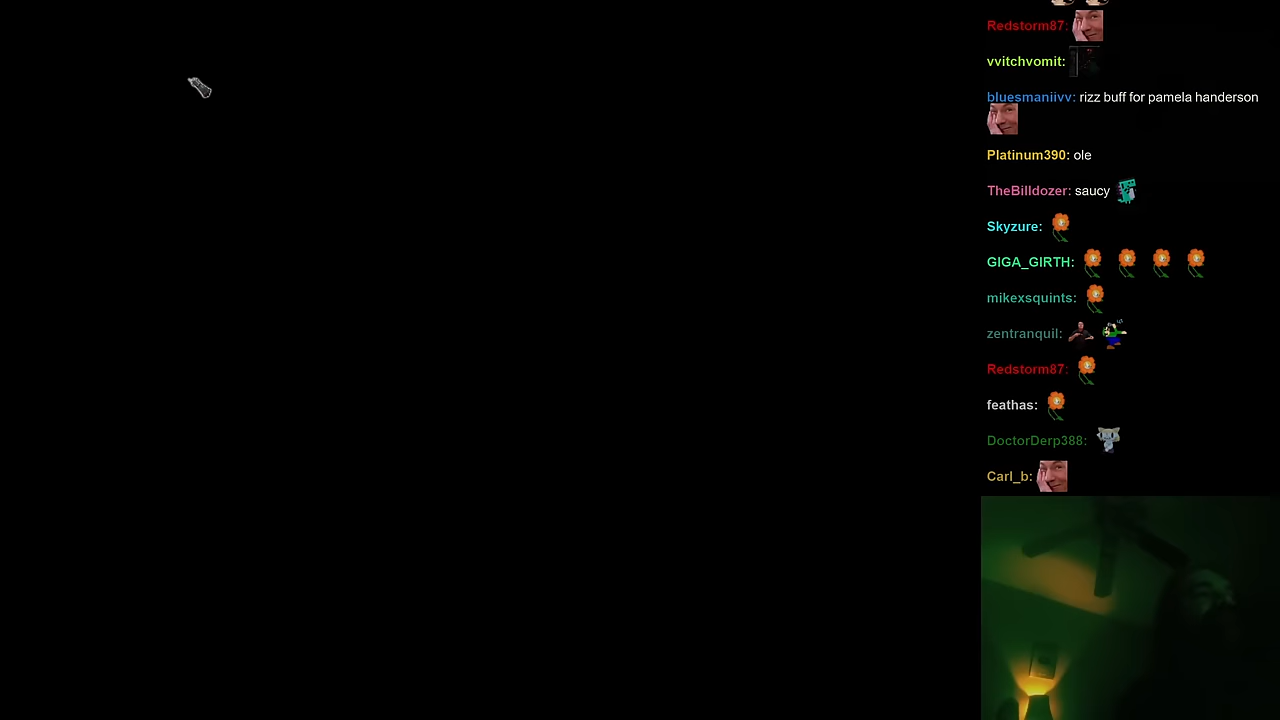 Redstorm87:
vvitchvomit:
bluesmaniivv: rizz buff for pamela handerson
Platinum390: ole
TheBilldozer: saucy
Skyzure:
GIGA_GIRTH:
mikexsquints:
zentranquil:
Redstorm87:
feathas:
DoctorDerp388:
Carl_b: